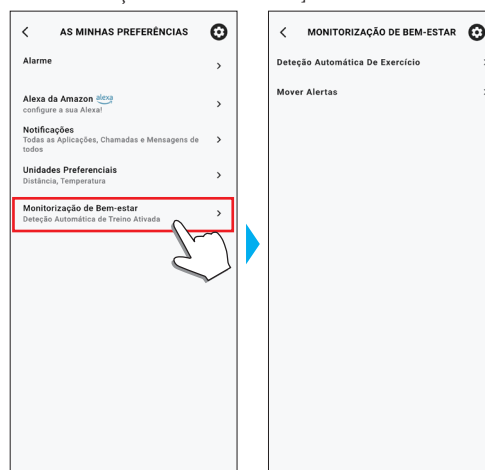 AS MINHAS PREFERÊNCIAS
Alarme
Alexa da Amazon alexa
configure a sua Alexa!
Notificações
Todas as Aplicações, Chamadas e Mensagens de
todos
Unidades Preferenciais
Distância, Temperatura
Monitorização de Bem-estar
Deteção Automática de Treino Ativada
MONITORIZAÇÃO DE BEM-ESTAR
Deteção Automática De Exercício
Mover Alertas